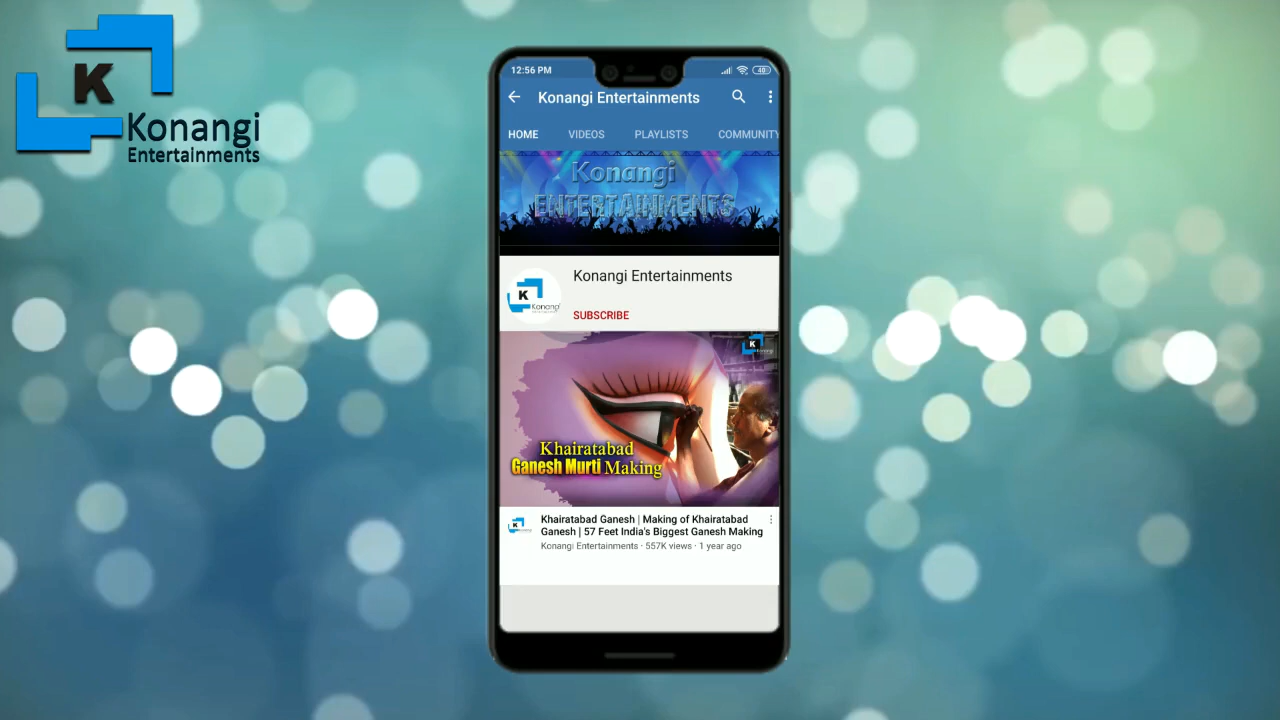 K
Konangi
Entertainments
12:56 PM
40
Konangi Entertainments
HOME VIDEOS PLAYLISTS COMMUNITY
Konangi
ENTERTAINMENTS
Konangi Entertainments
K
Konangi
SUBSCRIBE
K
Konangi
Khairatabad
Ganesh Murti Making
Khairatabad Ganesh | Making of Khairatabad
K
Ganesh | 57 Feet India's Biggest Ganesh Making
Konangi Entertainments · 557K views · 1 year ago